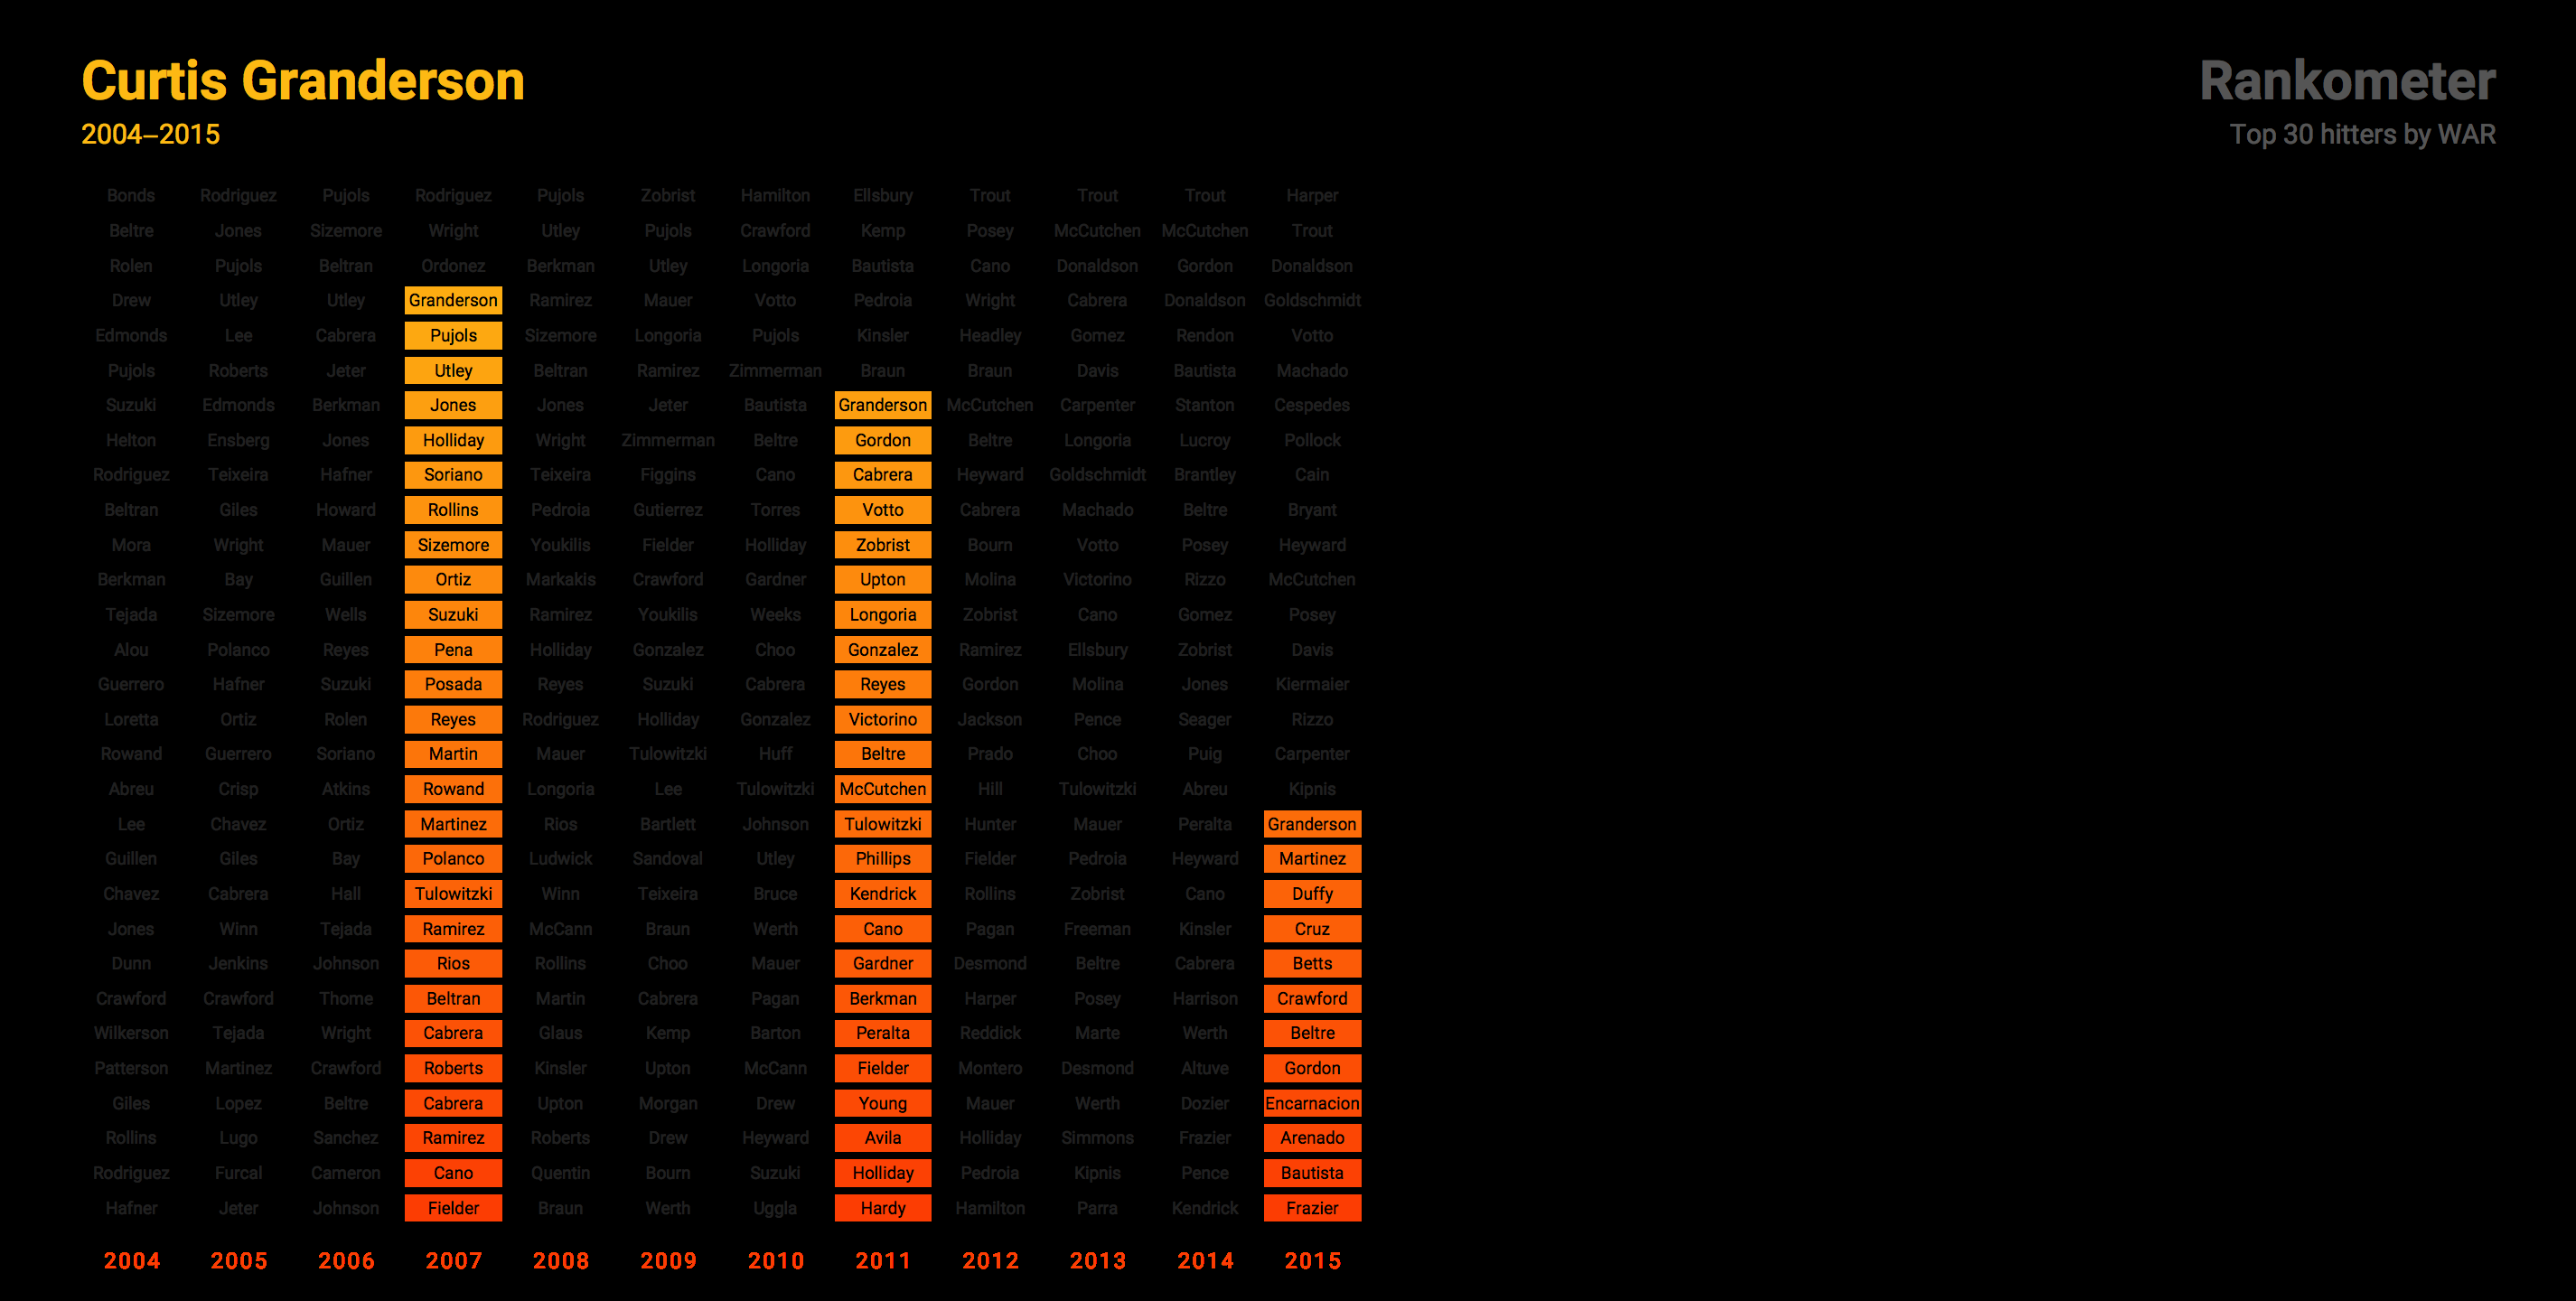 Curtis Granderson
2004–2015
Rankometer
Top 30 hitters by WAR
Bonds Rodriguez Pujols Rodriguez Pujols Zobrist Hamilton Ellsbury Trout Trout Trout Harper
Beltre Jones Sizemore Wright Utley Pujols Crawford Kemp Posey McCutchen McCutchen Trout
Rolen Pujols Beltran Ordonez Berkman Utley Longoria Bautista Cano Donaldson Gordon Donaldson
Drew Utley Utley Granderson Ramirez Mauer Votto Pedroia Wright Cabrera Donaldson Goldschmidt
Edmonds Lee Cabrera Pujols Sizemore Longoria Pujols Kinsler Headley Gomez Rendon Votto
Pujols Roberts Jeter Utley Beltran Ramirez Zimmerman Braun Braun Davis Bautista Machado
Suzuki Edmonds Berkman Jones Jones Jeter Bautista Granderson McCutchen Carpenter Stanton Cespedes
Helton Ensberg Jones Holliday Wright Zimmerman Beltre Gordon Beltre Longoria Lucroy Pollock
Rodriguez Teixeira Hafner Soriano Teixeira Figgins Cano Cabrera Heyward Goldschmidt Brantley Cain
Beltran Giles Howard Rollins Pedroia Gutierrez Torres Votto Cabrera Machado Beltre Bryant
Mora Wright Mauer Sizemore Youkilis Fielder Holliday Zobrist Bourn Votto Posey Heyward
Berkman Bay Guillen Ortiz Markakis Crawford Gardner Upton Molina Victorino Rizzo McCutchen
Tejada Sizemore Wells Suzuki Ramirez Youkilis Weeks Longoria Zobrist Cano Gomez Posey
Alou Polanco Reyes Pena Holliday Gonzalez Choo Gonzalez Ramirez Ellsbury Zobrist Davis
Guerrero Hafner Suzuki Posada Reyes Suzuki Cabrera Reyes Gordon Molina Jones Kiermaier
Loretta Ortiz Rolen Reyes Rodriguez Holliday Gonzalez Victorino Jackson Pence Seager Rizzo
Rowand Guerrero Soriano Martin Mauer Tulowitzki Huff Beltre Prado Choo Puig Carpenter
Abreu Crisp Atkins Rowand Longoria Lee Tulowitzki McCutchen Hill Tulowitzki Abreu Kipnis
Lee Chavez Ortiz Martinez Rios Bartlett Johnson Tulowitzki Hunter Mauer Peralta Granderson
Guillen Giles Bay Polanco Ludwick Sandoval Utley Phillips Fielder Pedroia Heyward Martinez
Chavez Cabrera Hall Tulowitzki Winn Teixeira Bruce Kendrick Rollins Zobrist Cano Duffy
Jones Winn Tejada Ramirez McCann Braun Werth Cano Pagan Freeman Kinsler Cruz
Dunn Jenkins Johnson Rios Rollins Choo Mauer Gardner Desmond Beltre Cabrera Betts
Crawford Crawford Thome Beltran Martin Cabrera Pagan Berkman Harper Posey Harrison Crawford
Wilkerson Tejada Wright Cabrera Glaus Kemp Barton Peralta Reddick Marte Werth Beltre
Patterson Martinez Crawford Roberts Kinsler Upton McCann Fielder Montero Desmond Altuve Gordon
Giles Lopez Beltre Cabrera Upton Morgan Drew Young Mauer Werth Dozier Encarnacion
Rollins Lugo Sanchez Ramirez Roberts Drew Heyward Avila Holliday Simmons Frazier Arenado
Rodriguez Furcal Cameron Cano Quentin Bourn Suzuki Holliday Pedroia Kipnis Pence Bautista
Hafner Jeter Johnson Fielder Braun Werth Uggla Hardy Hamilton Parra Kendrick Frazier
2004 2005 2006 2007 2008 2009 2010 2011 2012 2013 2014 2015